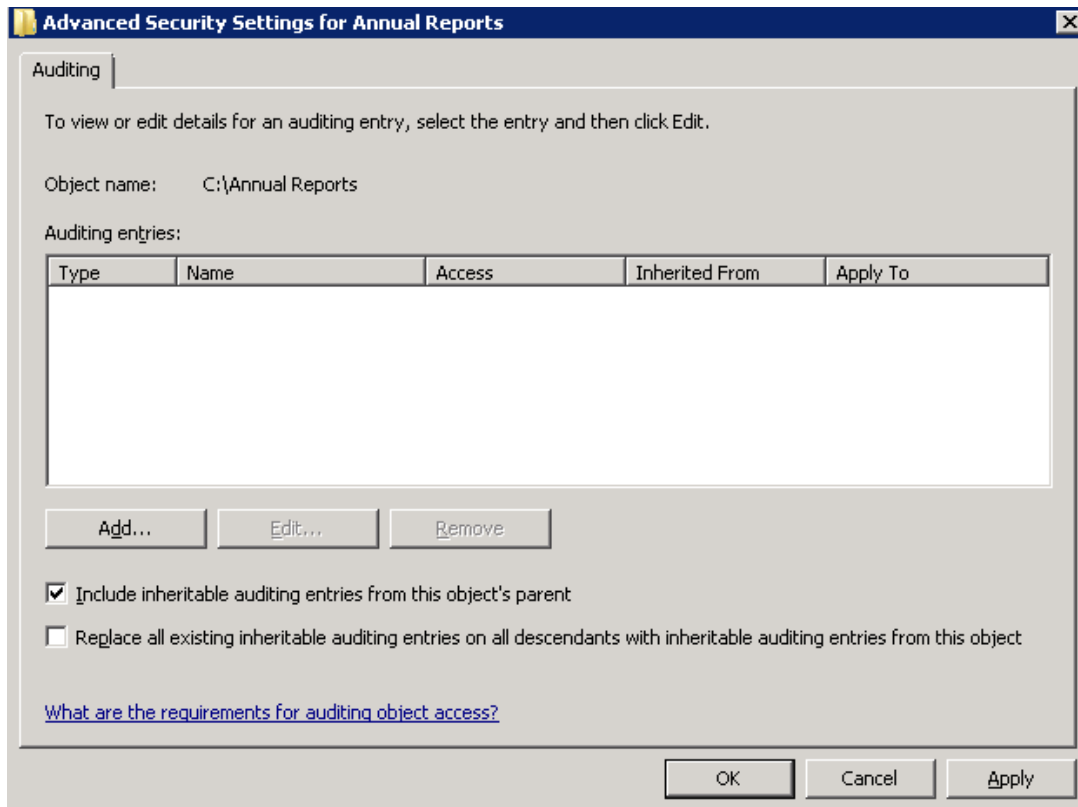 Advanced Security Settings for Annual Reports
Auditing
To view or edit details for an auditing entry, select the entry and then click Edit.
Object name: C:\Annual Reports
Auditing entries:
Type Name Access Inherited From Apply To
Add... Edit... Remove
Include inheritable auditing entries from this object's parent
Replace all existing inheritable auditing entries on all descendants with inheritable auditing entries from this object
What are the requirements for auditing object access?
OK Cancel Apply